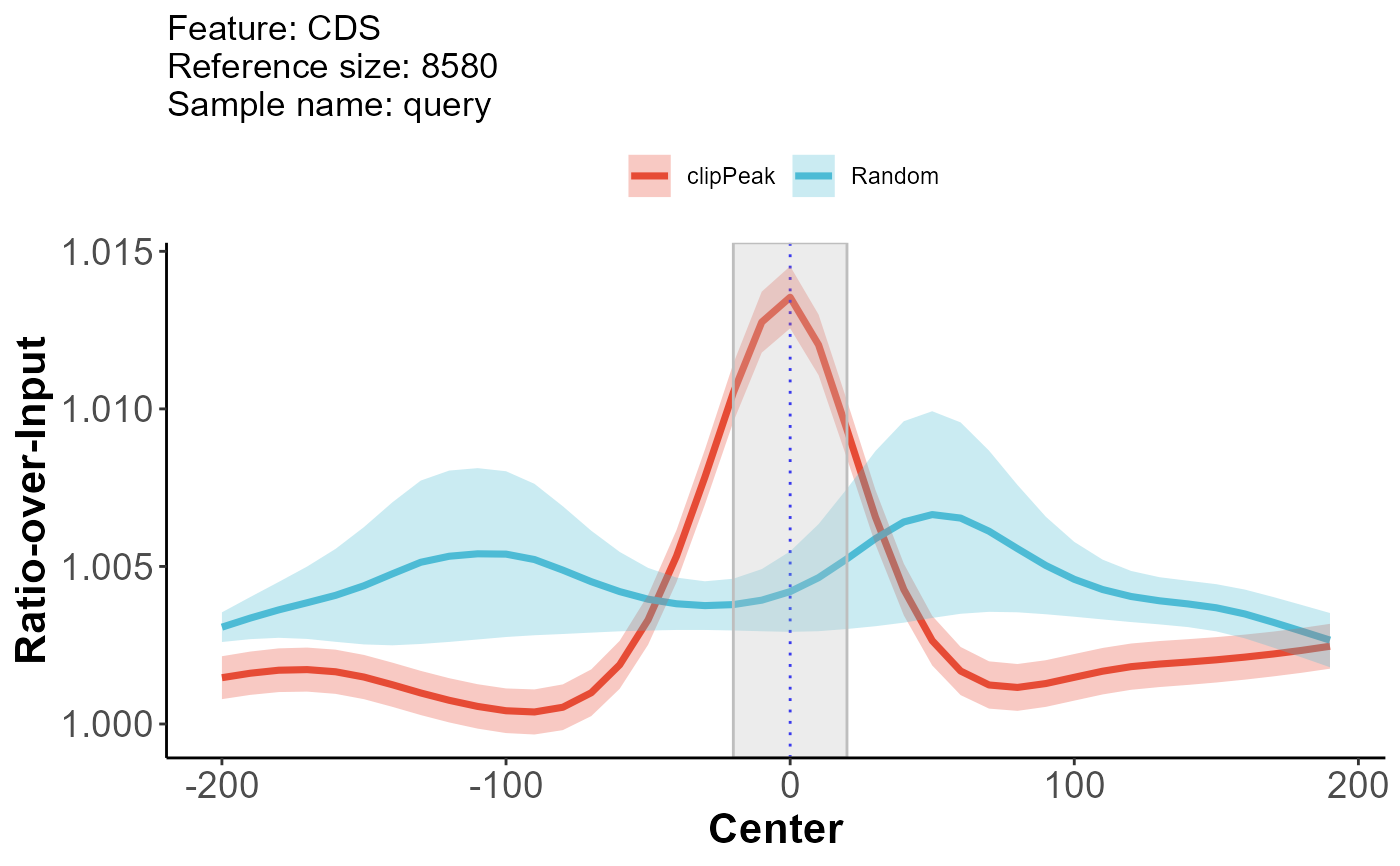 Feature: CDS
Reference size: 8580
Sample name: query
clipPeak Random
1.015
1.010
1.005
1.000
Ratio-over-Input
-200 -100 0 100 200
Center